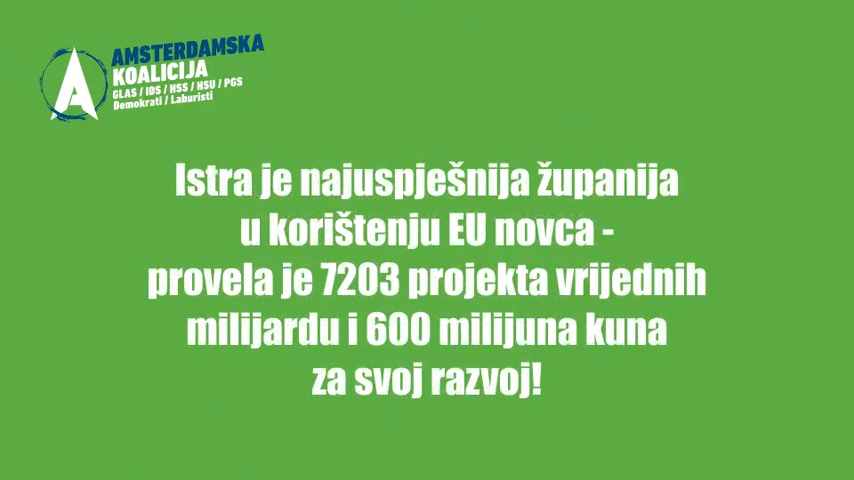 AMSTERDAMSKA
KOALICIJA
GLAS / IDS / HSS / HSU / PGS
Demokrati / Laburisti
Istra je najuspješnija županija
u korištenju EU novca -
provela je 7203 projekta vrijednih
milijardu i 600 milijuna kuna
za svoj razvoj!